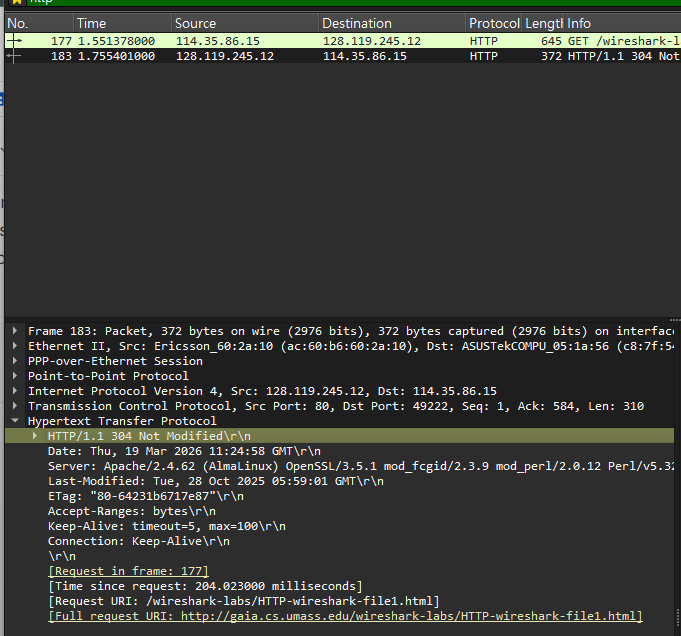 http
No. Time Source Destination Protocol Lengtl Info
177 1.551378000 114.35.86.15 128.119.245.12 HTTP 645 GET /wireshark-l
183 1.755401000 128.119.245.12 114.35.86.15 HTTP 372 HTTP/1.1 304 Not
Frame 183: Packet, 372 bytes on wire (2976 bits), 372 bytes captured (2976 bits) on interface
Ethernet II, Src: Ericsson_60:2a:10 (ac:60:b6:60:2a:10), Dst: ASUSTekCOMPU_05:1a:56 (c8:7f:54
PPP-over-Ethernet Session
Point-to-Point Protocol
Internet Protocol Version 4, Src: 128.119.245.12, Dst: 114.35.86.15
Transmission Control Protocol, Src Port: 80, Dst Port: 49222, Seq: 1, Ack: 584, Len: 310
Hypertext Transfer Protocol
HTTP/1.1 304 Not Modified\r\n
Date: Thu, 19 Mar 2026 11:24:58 GMT\r\n
Server: Apache/2.4.62 (AlmaLinux) OpenSSL/3.5.1 mod_fcgid/2.3.9 mod_perl/2.0.12 Perl/v5.32
Last-Modified: Tue, 28 Oct 2025 05:59:01 GMT\r\n
ETag: "80-64231b6717e87"\r\n
Accept-Ranges: bytes\r\n
Keep-Alive: timeout=5, max=100\r\n
Connection: Keep-Alive\r\n
\r\n
[Request in frame: 177]
[Time since request: 204.023000 milliseconds]
[Request URI: /wireshark-labs/HTTP-wireshark-file1.html]
[Full request URI: http://gaia.cs.umass.edu/wireshark-labs/HTTP-wireshark-file1.html]